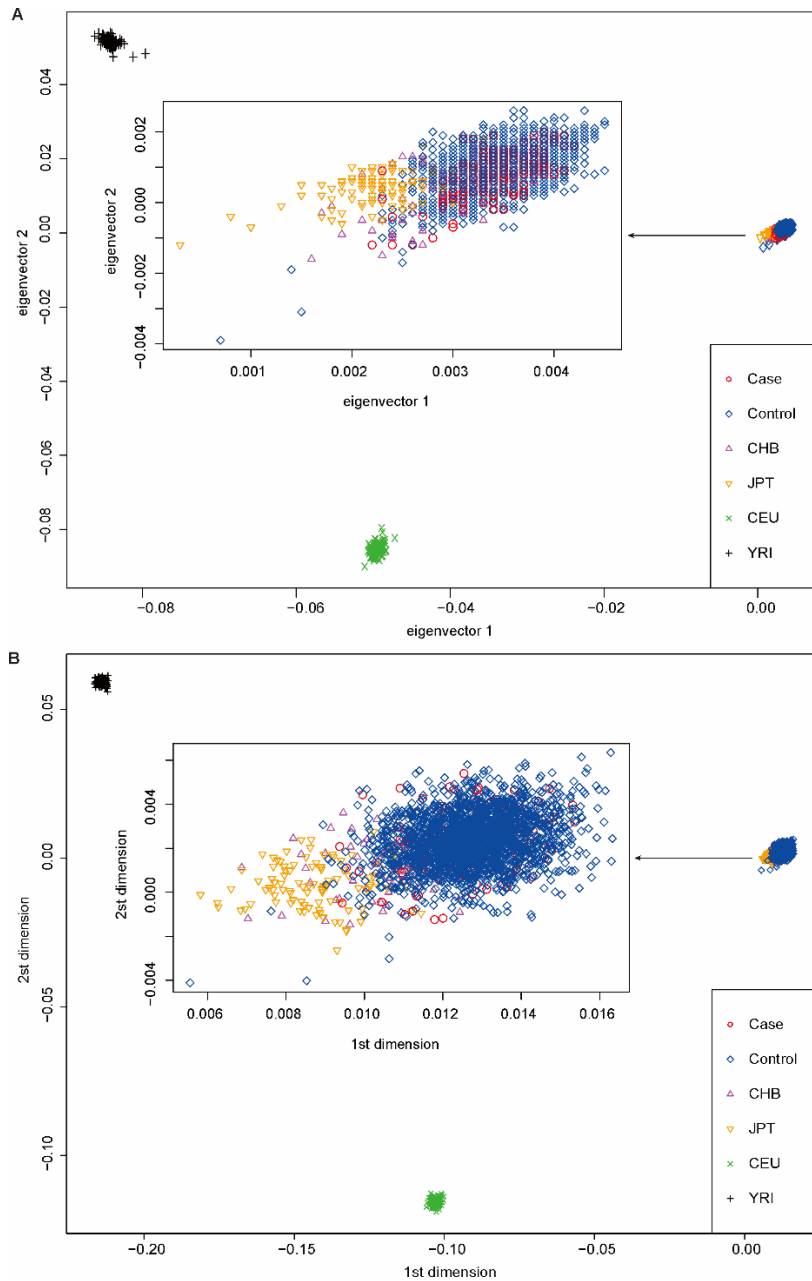 A
eigenvector 2
0.04
0.02
0.00
−0.02
−0.04
−0.06
−0.08
eigenvector 2
0.002
0.000
−0.002
−0.004
0.001
0.002
0.003
0.004
eigenvector 1
Case
Control
CHB
JPT
CEU
YRI
−0.08
−0.06
−0.04
−0.02
0.00
eigenvector 1
B
2st dimension
0.05
0.00
−0.05
−0.10
2st dimension
0.004
0.000
−0.004
0.006
0.008
0.010
0.012
0.014
0.016
1st dimension
Case
Control
CHB
JPT
CEU
YRI
−0.20
−0.15
−0.10
−0.05
0.00
1st dimension